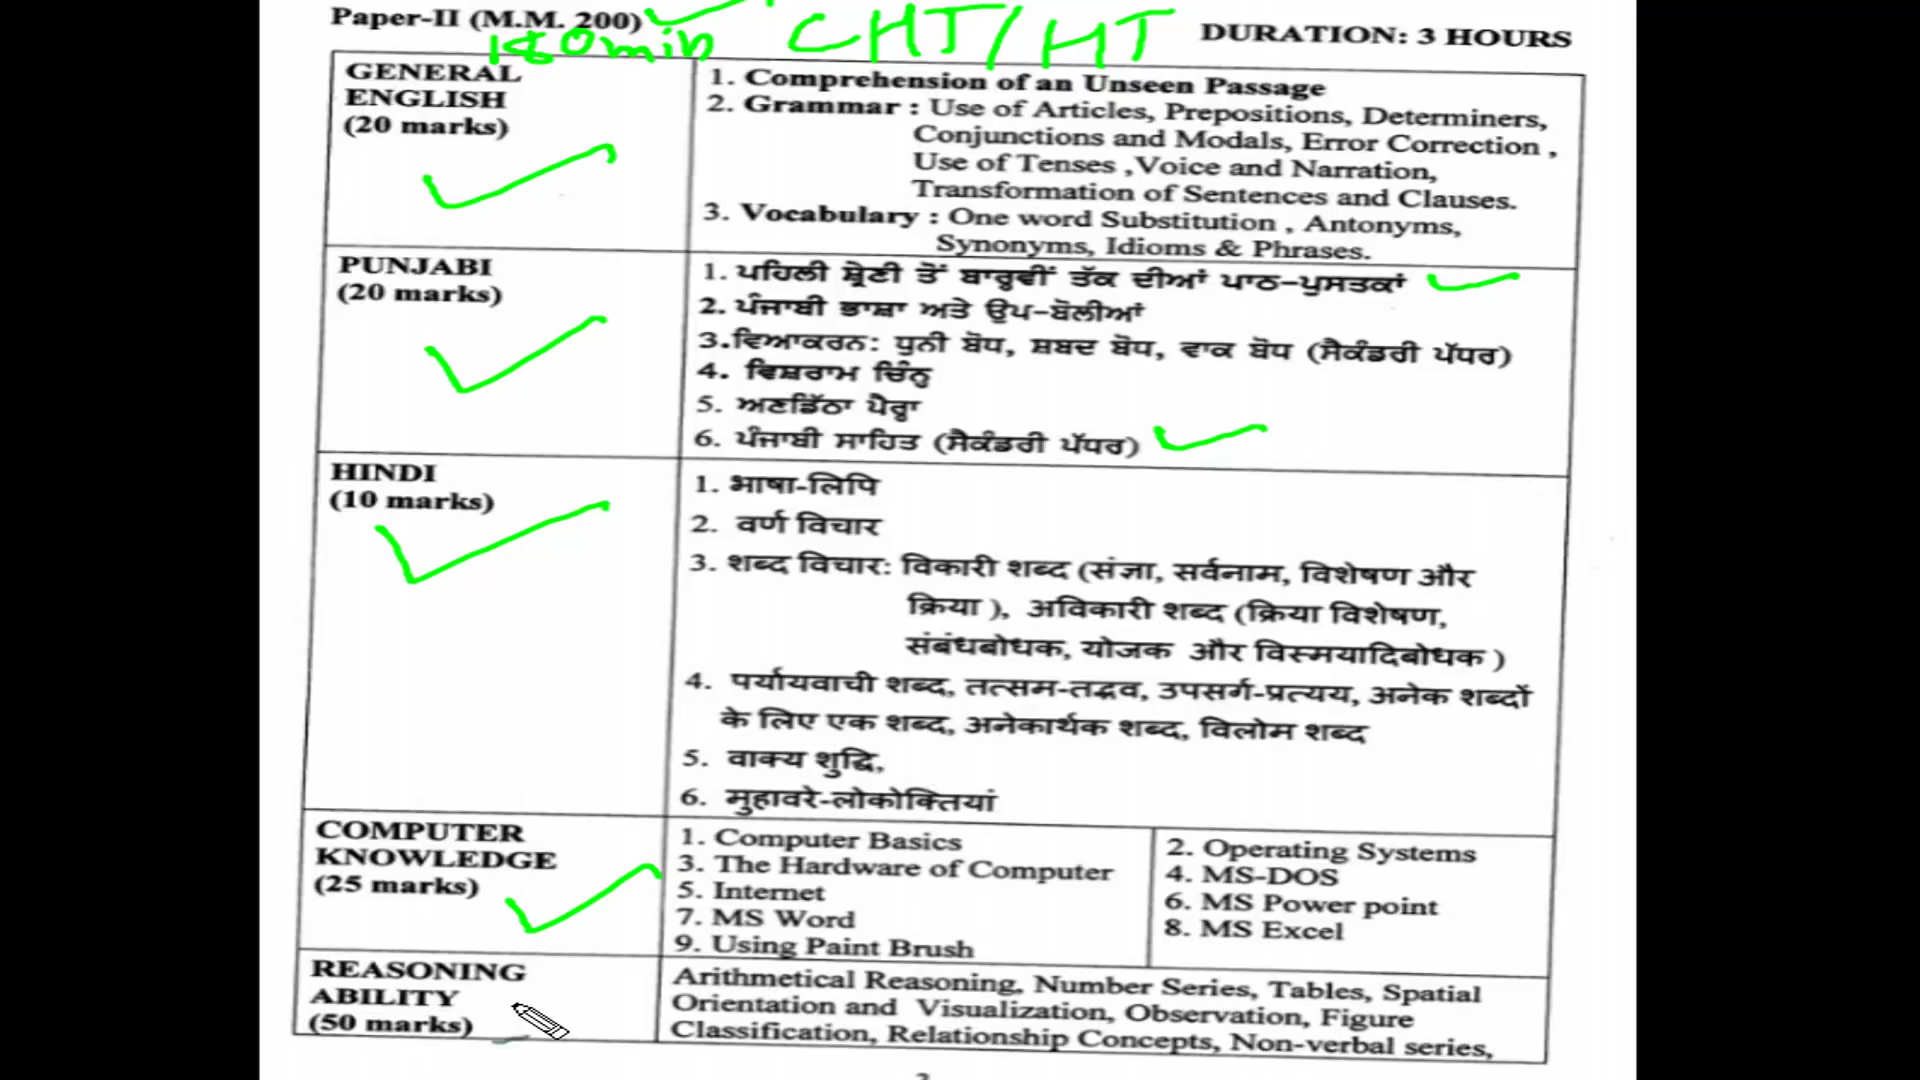 Paper-II (M.M. 200)
180min
CHT/HT
DURATION: 3 HOURS
GENERAL
ENGLISH
(20 marks)
1. Comprehension of an Unseen Passage
2. Grammar : Use of Articles, Prepositions, Determiners,
Conjunctions and Modals, Error Correction ,
Use of Tenses ,Voice and Narration,
Transformation of Sentences and Clauses.
3. Vocabulary : One word Substitution , Antonyms,
Synonyms, Idioms & Phrases.
PUNJABI
(20 marks)
1. ਪਹਿਲੀ ਸ਼੍ਰੇਣੀ ਤੋਂ ਬਾਰ੍ਹਵੀਂ ਤੱਕ ਦੀਆਂ ਪਾਠ-ਪੁਸਤਕਾਂ
2. ਪੰਜਾਬੀ ਭਾਸ਼ਾ ਅਤੇ ਉਪ-ਬੋਲੀਆਂ
3.ਵਿਆਕਰਨ: ਧੁਨੀ ਬੋਧ, ਸ਼ਬਦ ਬੋਧ, ਵਾਕ ਬੋਧ (ਸੈਕੰਡਰੀ ਪੱਧਰ)
4. ਵਿਸ਼ਰਾਮ ਚਿੰਨ੍ਹ
5. ਅਣਡਿੱਠਾ ਪੈਰ੍ਹਾ
6. ਪੰਜਾਬੀ ਸਾਹਿਤ (ਸੈਕੰਡਰੀ ਪੱਧਰ)
HINDI
(10 marks)
1. भाषा-लिपि
2. वर्ण विचार
3. शब्द विचार: विकारी शब्द (संज्ञा, सर्वनाम, विशेषण और
क्रिया ), अविकारी शब्द (क्रिया विशेषण,
संबंधबोधक, योजक और विस्मयादिबोधक )
4. पर्यायवाची शब्द, तत्सम-तद्भव, उपसर्ग-प्रत्यय, अनेक शब्दों
के लिए एक शब्द, अनेकार्थक शब्द, विलोम शब्द
5. वाक्य शुद्धि,
6. मुहावरे-लोकोक्तियां
COMPUTER
KNOWLEDGE
(25 marks)
1. Computer Basics
3. The Hardware of Computer
5. Internet
7. MS Word
9. Using Paint Brush
2. Operating Systems
4. MS-DOS
6. MS Power point
8. MS Excel
REASONING
ABILITY
(50 marks)
Arithmetical Reasoning, Number Series, Tables, Spatial
Orientation and Visualization, Observation, Figure
Classification, Relationship Concepts, Non-verbal series,